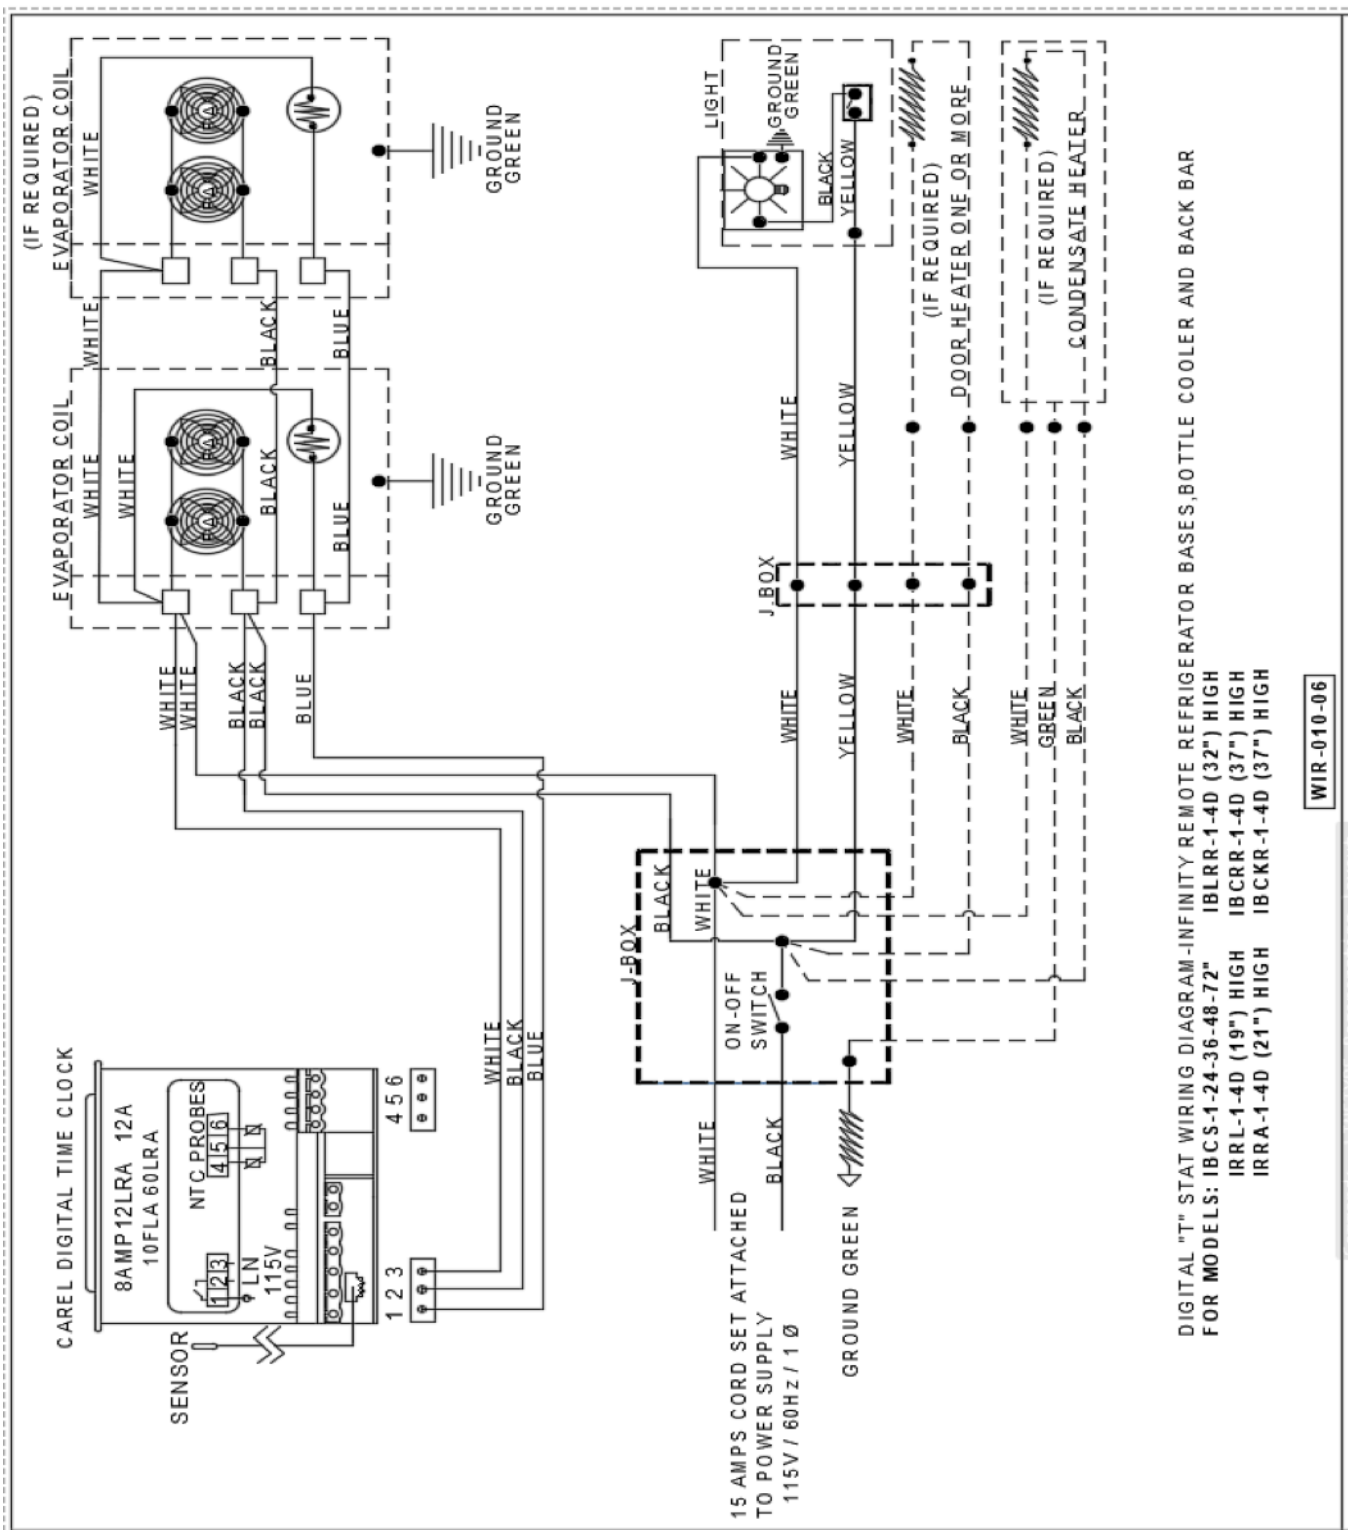 (IF REQUIRED)
EVAPORATOR COIL
WHITE
GROUND
GREEN
WHITE
BLACK
BLUE
EVAPORATOR COIL
WHITE
WHITE
BLACK
BLUE
GROUND
GREEN
WHITE
WHITE
BLACK
BLACK
BLUE
CAREL DIGITAL TIME CLOCK
8AMP12LRA 12A
10FLA 60LRA
NTC PROBES
4 5 6
1 2 3
LN
115V
SENSOR
1 2 3
4 5 6
WHITE
BLACK
BLUE
LIGHT
GROUND
GREEN
BLACK
YELLOW
(IF REQUIRED)
DOOR HEATER ONE OR MORE
(IF REQUIRED)
CONDENSATE HEATER
WHITE
YELLOW
J.BOX
WHITE
YELLOW
WHITE
BLACK
WHITE
GREEN
BLACK
J-BOX
BLACK
WHITE
ON-OFF
SWITCH
WHITE
BLACK
GROUND GREEN
15 AMPS CORD SET ATTACHED
TO POWER SUPPLY
115V / 60Hz / 1 Ø
DIGITAL "T" STAT WIRING DIAGRAM-INFINITY REMOTE REFRIGERATOR BASES,BOTTLE COOLER AND BACK BAR
FOR MODELS: IBCS-1-24-36-48-72" IBLRR-1-4D (32") HIGH
IRRL-1-4D (19") HIGH IBCRR-1-4D (37") HIGH
IRRA-1-4D (21") HIGH IBCKR-1-4D (37") HIGH
WIR-010-06